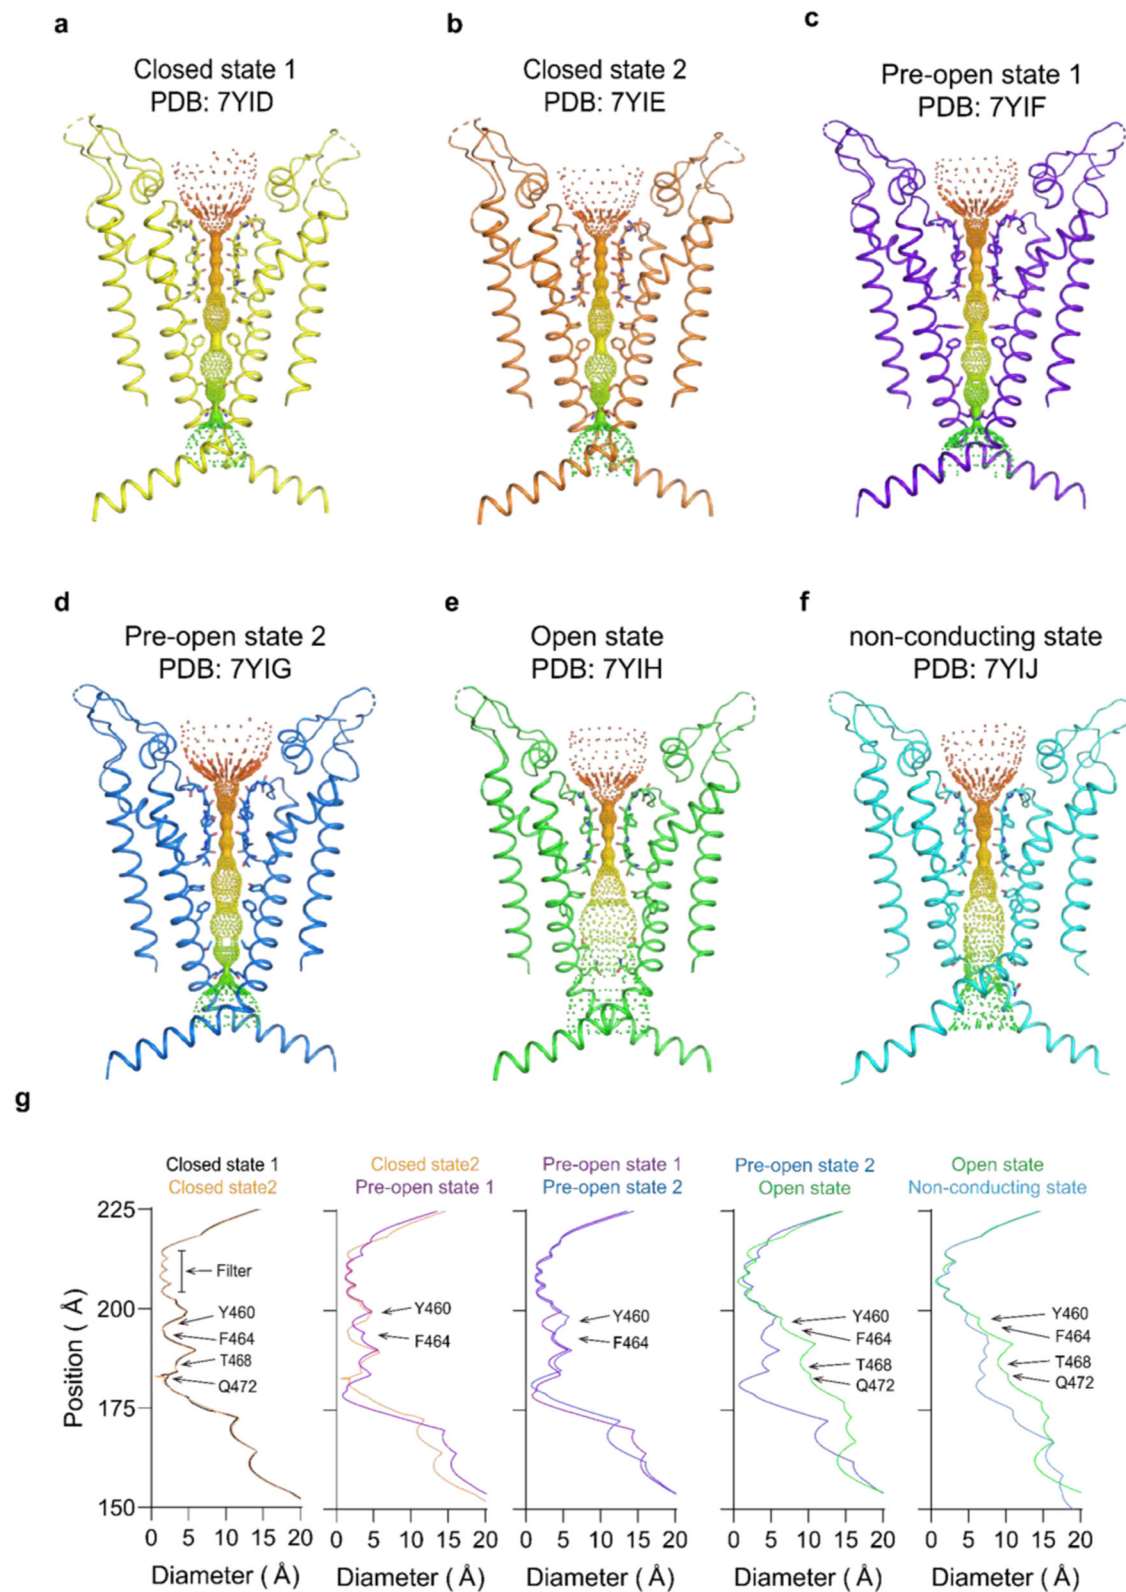 a
b
c
Closed state 1
PDB: 7YID
Closed state 2
PDB: 7YIE
Pre-open state 1
PDB: 7YIF
d
e
f
Pre-open state 2
PDB: 7YIG
Open state
PDB: 7YIH
non-conducting state
PDB: 7YIJ
g
Closed state 1
Closed state2
Closed state2
Pre-open state 1
Pre-open state 1
Pre-open state 2
Pre-open state 2
Open state
Open state
Non-conducting state
225
200
175
150
Position ( Å)
Filter
Y460
F464
T468
Q472
Y460
F464
Y460
F464
Y460
F464
T468
Q472
Y460
F464
T468
Q472
0 5 10 15 20
0 5 10 15 20
0 5 10 15 20
0 5 10 15 20
0 5 10 15 20
Diameter ( Å)
Diameter ( Å)
Diameter ( Å)
Diameter ( Å)
Diameter ( Å)